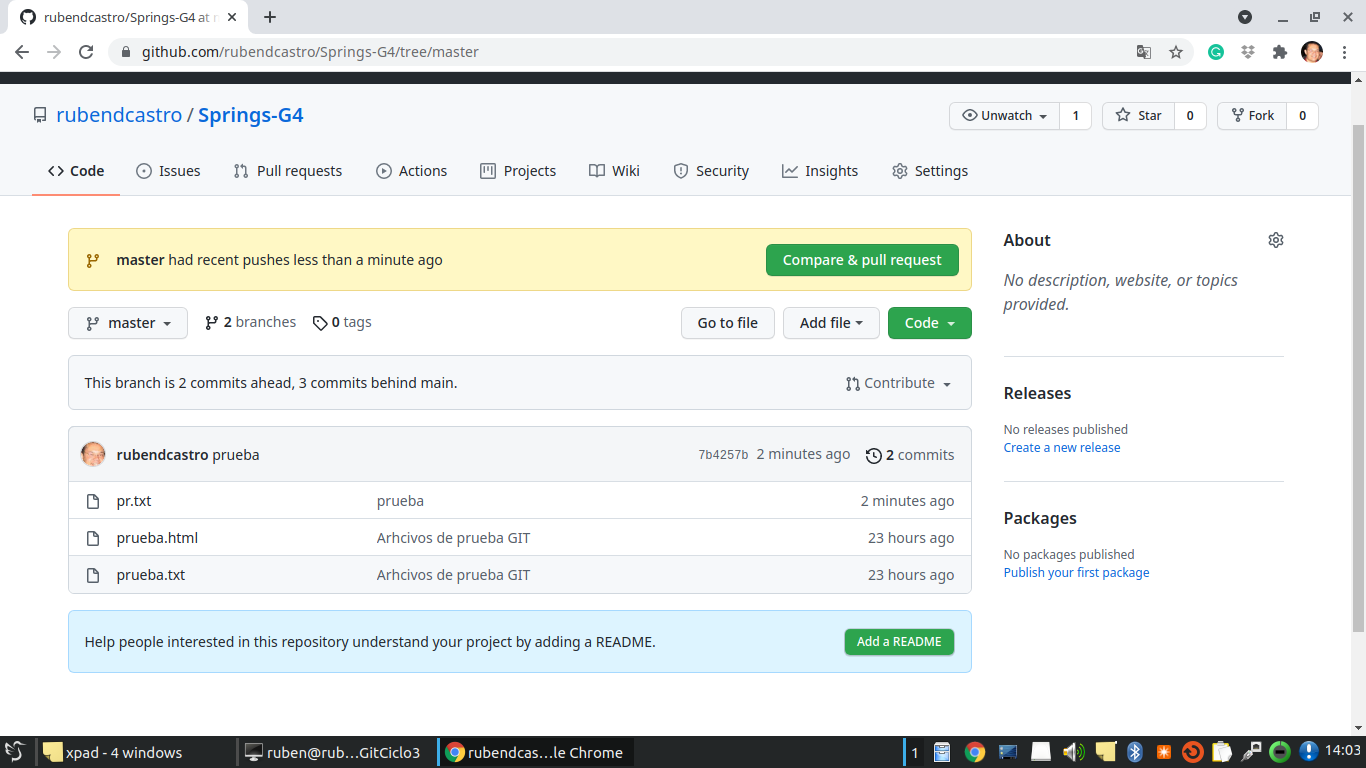 rubendcastro/Springs-G4 at
github.com/rubendcastro/Springs-G4/tree/master
rubendcastro / Springs-G4
Unwatch 1 Star 0 Fork 0
Code Issues Pull requests Actions Projects Wiki Security Insights Settings
master had recent pushes less than a minute ago Compare & pull request
About
No description, website, or topics provided.
master 2 branches 0 tags Go to file Add file Code
This branch is 2 commits ahead, 3 commits behind main. Contribute
Releases
No releases published
Create a new release
rubendcastro prueba 7b4257b 2 minutes ago 2 commits
pr.txt prueba 2 minutes ago
prueba.html Arhcivos de prueba GIT 23 hours ago
prueba.txt Arhcivos de prueba GIT 23 hours ago
Packages
No packages published
Publish your first package
Help people interested in this repository understand your project by adding a README. Add a README
xpad - 4 windows ruben@rub...GitCiclo3 rubendcas...le Chrome 1 14:03